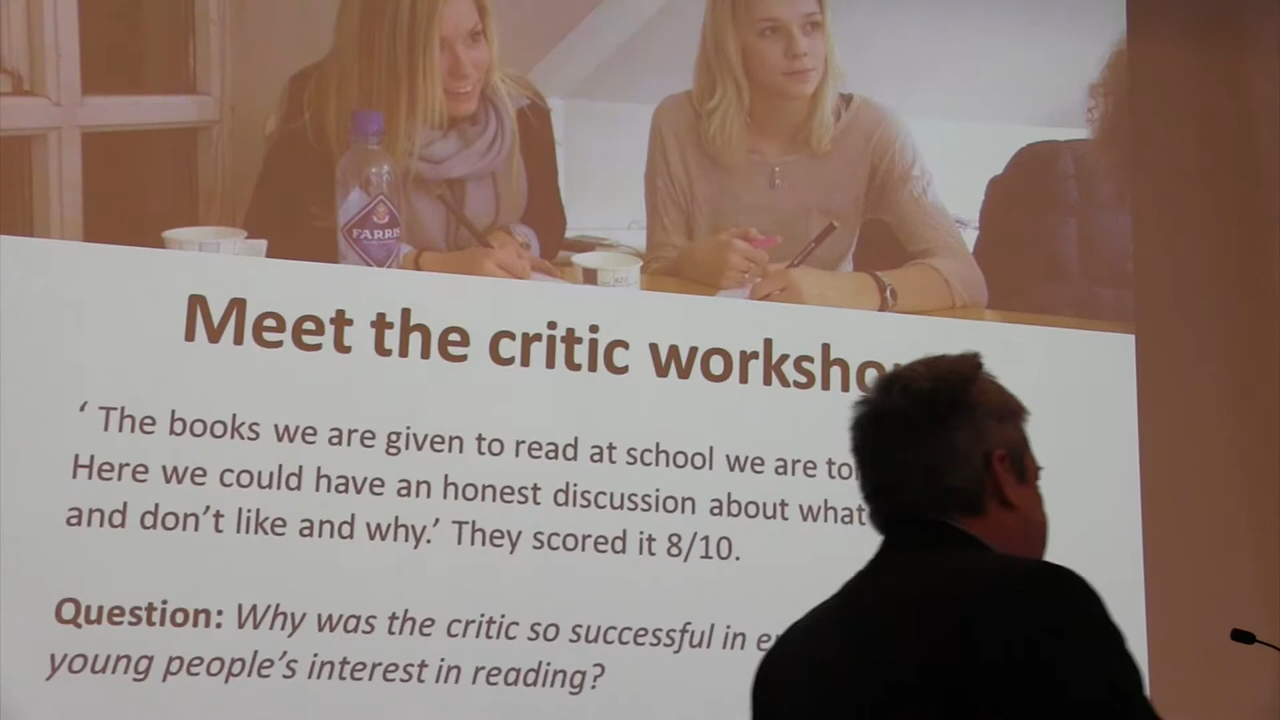 FARRIS
Meet the critic
‘ The books we are given to read at school we are
Here we could have an honest discussion about what
and don’t like and why.’ They scored it 8/10.
Question: Why was the critic so successful in
young people’s interest in reading?